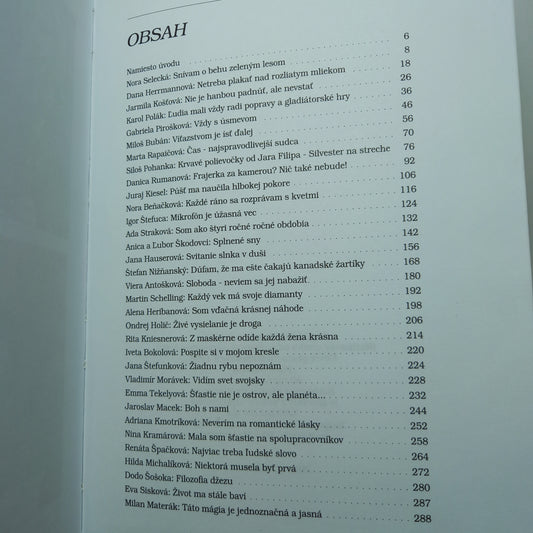 OBSAH
Namiesto úvodu 6
Nora Selecká: Snívam o behu zeleným lesom 8
Dana Herrmannová: Netreba plakať nad rozliatym mliekom 18
Jarmila Košťová: Nie je hanbou padnúť, ale nevstať 26
Karol Polák: Ľudia mali vždy radi popravy a gladiátorské hry 36
Gabriela Pirošková: Vždy s úsmevom 46
Miloš Bubán: Víťazstvom je ísť ďalej 56
Marta Rapaičová: Čas - najspravodlivejší sudca 70
Siloš Pohanka: Krvavé polievočky od Jara Filipa - Silvester na streche 76
Danica Rumanová: Frajerka za kamerou? Nič také nebude! 92
Juraj Kiesel: Púšť ma naučila hlbokej pokore 106
Nora Beňačková: Každé ráno sa rozprávam s kvetmi 116
Igor Štefuca: Mikrofón je úžasná vec 124
Ada Straková: Som ako štyri ročné ročné obdobia 132
Anica a Ľubor Škodovci: Splnené sny 142
Jana Hauserová: Svitanie slnka v duši 156
Štefan Nižňanský: Dúfam, že ma ešte čakajú kanadské žartíky 168
Viera Antošková: Sloboda - neviem sa jej nabažiť 180
Martin Schelling: Každý vek má svoje diamanty 192
Alena Heribanová: Som vďačná krásnej náhode 198
Ondrej Holič: Živé vysielanie je droga 206
Rita Kniesnerová: Z maskérne odíde každá žena krásna 214
Iveta Bokolová: Pospite si v mojom kresle 220
Jana Štefunková: Žiadnu rybu nepoznám 224
Vladimír Morávek: Vidím svet svojsky 228
Emma Tekelyová: Šťastie nie je ostrov, ale planéta... 232
Jaroslav Macek: Boh s nami 244
Adriana Kmotríková: Neverím na romantické lásky 252
Nina Kramárová: Mala som šťastie na spolupracovníkov 258
Renáta Špačková: Najviac treba ľudské slovo 264
Hilda Michalíková: Niektorá musela byť prvá 272
Dodo Šošoka: Filozofia džezu 280
Eva Sisková: Život ma stále baví 287
Milan Materák: Táto mágia je jednoznačná a jasná 288